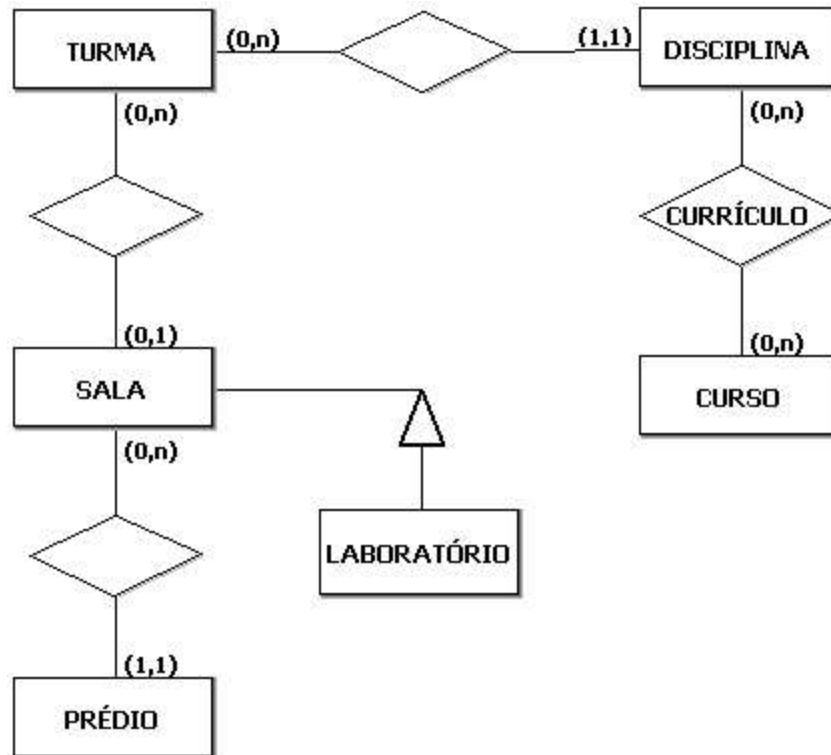 TURMA
(0,n)
(1,1)
DISCIPLINA
(0,n)
(0,n)
CURRÍCULO
(0,1)
(0,n)
SALA
CURSO
(0,n)
LABORATÓRIO
(1,1)
PRÉDIO